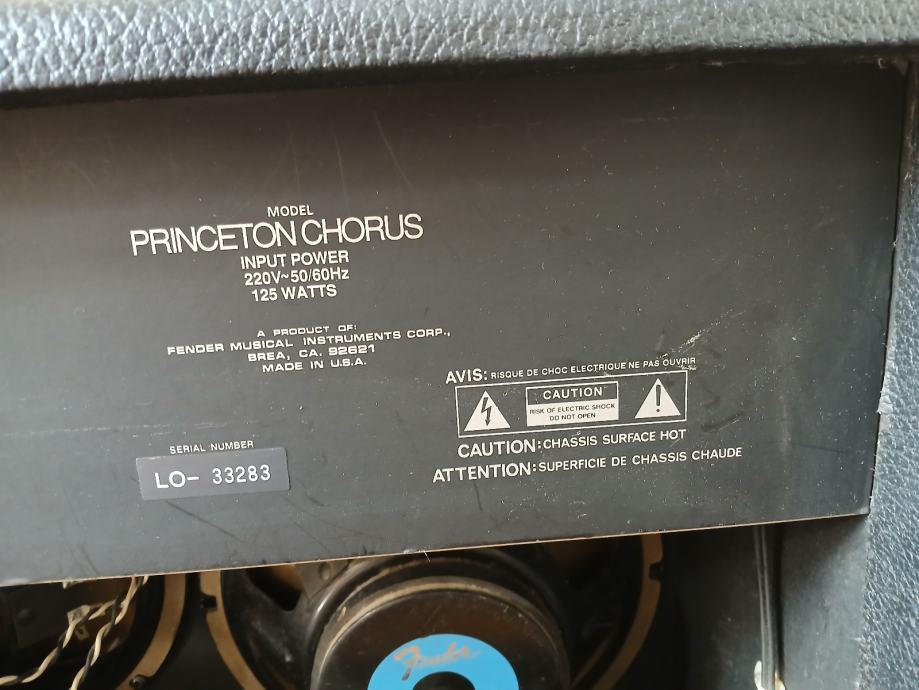 MODEL
PRINCETON CHORUS
INPUT POWER
220V~50/60Hz
125 WATTS
A PRODUCT OF:
FENDER MUSICAL INSTRUMENTS CORP.,
BREA, CA. 92621
MADE IN U.S.A.
AVIS: RISQUE DE CHOC ELECTRIQUE NE PAS OUVRIR
CAUTION
RISK OF ELECTRIC SHOCK
DO NOT OPEN
CAUTION: CHASSIS SURFACE HOT
ATTENTION: SUPERFICIE DE CHASSIS CHAUDE
SERIAL NUMBER
LO- 33283
Fender